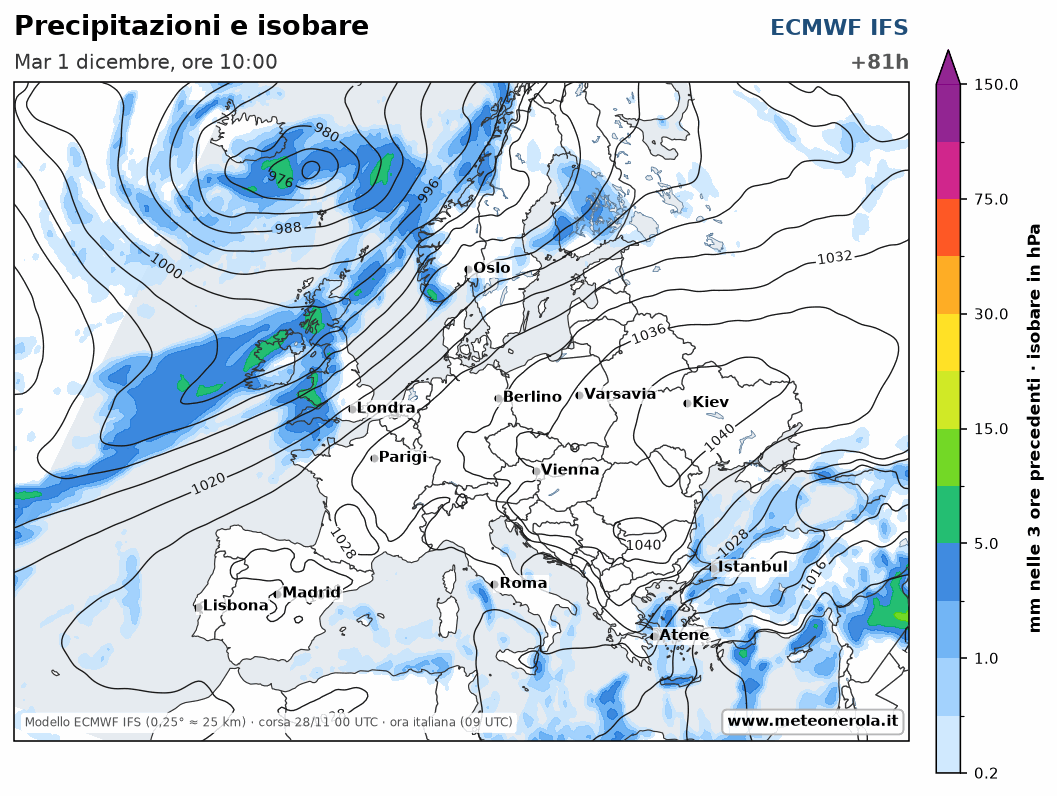 Precipitazioni e isobare
ECMWF IFS
Mar 1 dicembre, ore 10:00
+81h
150.0
980
976
996
988
Oslo
1000
1032
75.0
1036
30.0
Berlino
Varsavia
Kiev
Londra
15.0
1040
Parigi
Vienna
1020
5.0
1028
1040
1028
Istanbul
1016
Roma
Madrid
Lisbona
Atene
1.0
Modello ECMWF IFS (0,25° ≈ 25 km) · corsa 28/11 00 UTC · ora italiana (09 UTC)
www.meteonerola.it
0.2
mm nelle 3 ore precedenti · isobare in hPa